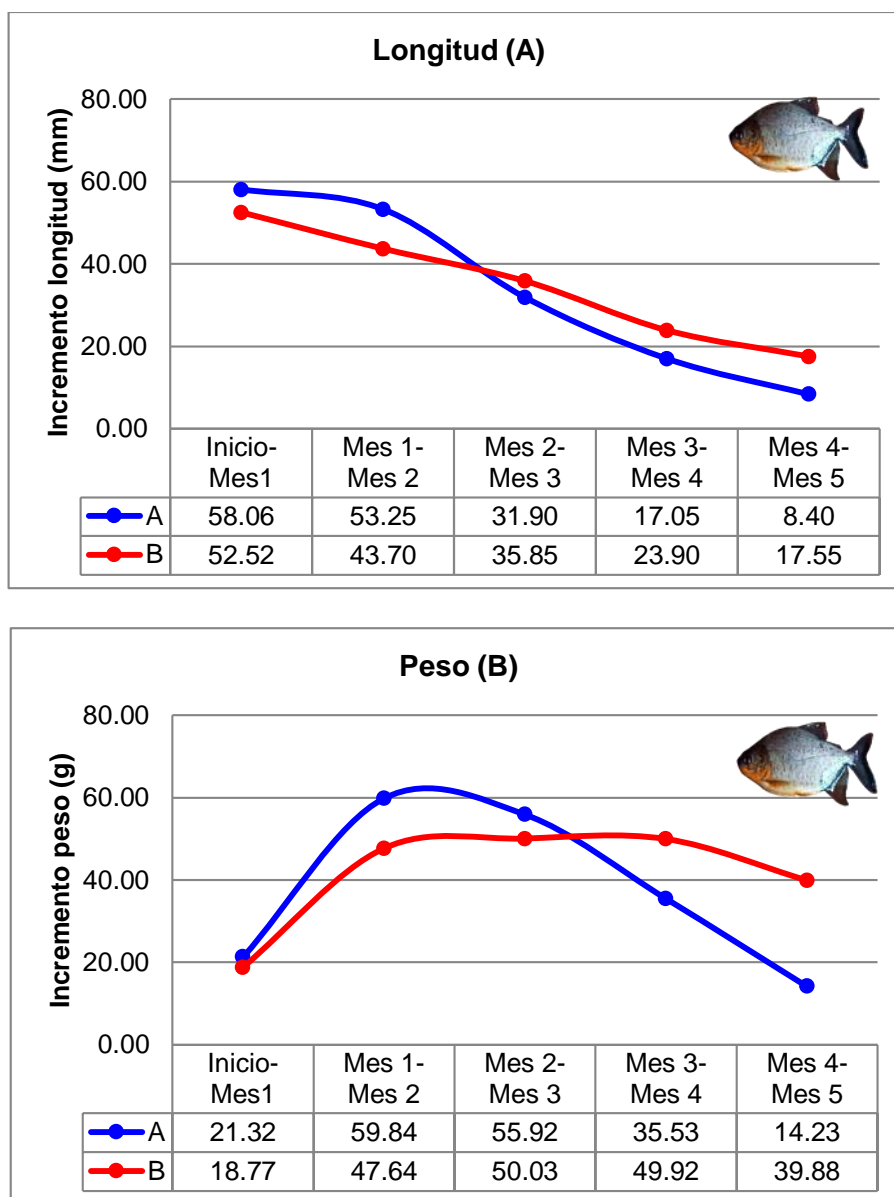 Longitud (A)
Incremento longitud (mm)
80.00
60.00
40.00
20.00
0.00
Inicio- Mes 1- Mes 2- Mes 3- Mes 4-
Mes1 Mes 2 Mes 3 Mes 4 Mes 5
A 58.06 53.25 31.90 17.05 8.40
B 52.52 43.70 35.85 23.90 17.55
Peso (B)
Incremento peso (g)
80.00
60.00
40.00
20.00
0.00
Inicio- Mes 1- Mes 2- Mes 3- Mes 4-
Mes1 Mes 2 Mes 3 Mes 4 Mes 5
A 21.32 59.84 55.92 35.53 14.23
B 18.77 47.64 50.03 49.92 39.88